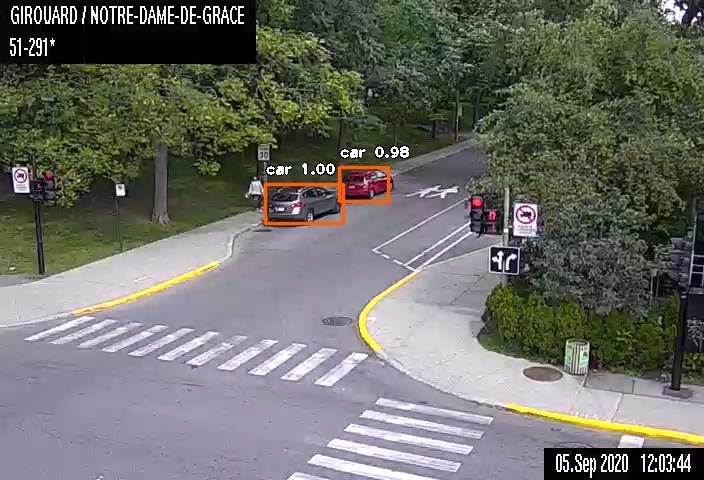 GIROUARD / NOTRE-DAME-DE-GRACE
51-291*
car 0.98
car 1.00
30
05.Sep 2020 12:03:44